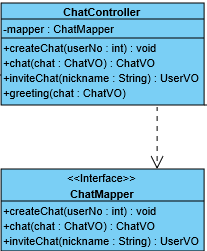 ChatController
-mapper : ChatMapper
+createChat(userNo : int) : void
+chat(chat : ChatVO) : ChatVO
+inviteChat(nickname : String) : UserVO
+greeting(chat : ChatVO)
<<Interface>>
ChatMapper
+createChat(userNo : int) : void
+chat(chat : ChatVO) : ChatVO
+inviteChat(nickname : String) : UserVO